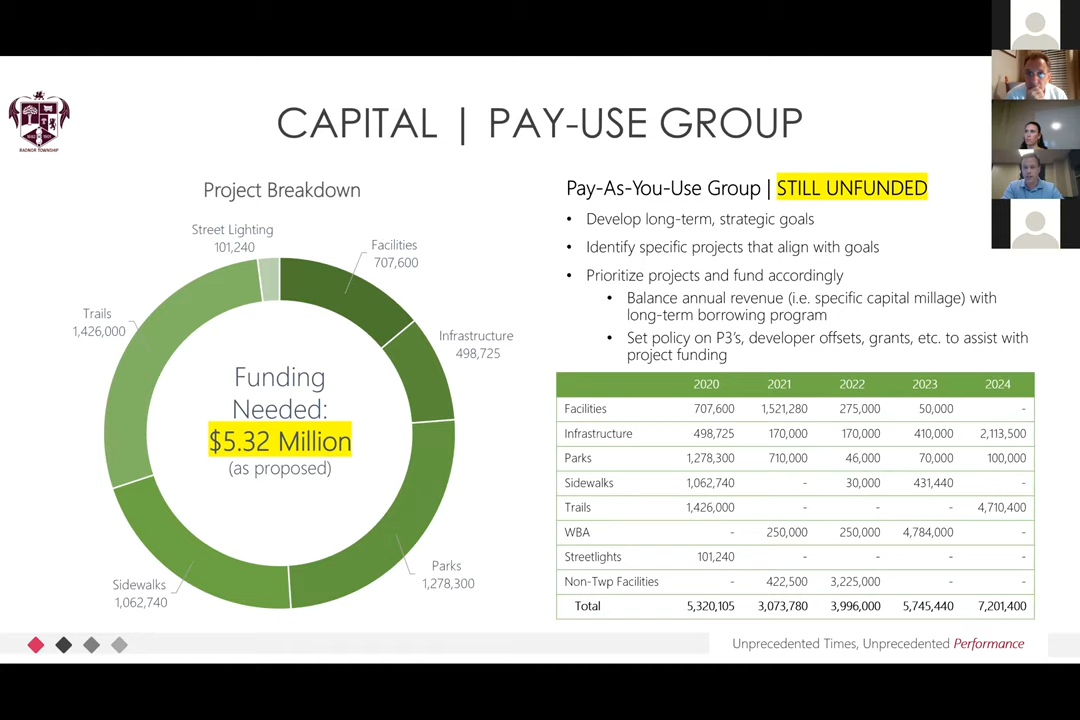 CAPITAL | PAY-USE GROUP
RADNOR TOWNSHIP
Project Breakdown
Street Lighting
101,240
Facilities
707,600
Trails
1,426,000
Infrastructure
498,725
Funding
Needed:
$5.32 Million
(as proposed)
Parks
1,278,300
Sidewalks
1,062,740
Pay-As-You-Use Group | STILL UNFUNDED
• Develop long-term, strategic goals
• Identify specific projects that align with goals
• Prioritize projects and fund accordingly
• Balance annual revenue (i.e. specific capital millage) with
long-term borrowing program
• Set policy on P3's, developer offsets, grants, etc. to assist with
project funding
2020 2021 2022 2023 2024
Facilities 707,600 1,521,280 275,000 50,000 -
Infrastructure 498,725 170,000 170,000 410,000 2,113,500
Parks 1,278,300 710,000 46,000 70,000 100,000
Sidewalks 1,062,740 - 30,000 431,440 -
Trails 1,426,000 - - - 4,710,400
WBA - 250,000 250,000 4,784,000 -
Streetlights 101,240 - - - -
Non-Twp Facilities - 422,500 3,225,000 - -
Total 5,320,105 3,073,780 3,996,000 5,745,440 7,201,400
Unprecedented Times, Unprecedented Performance